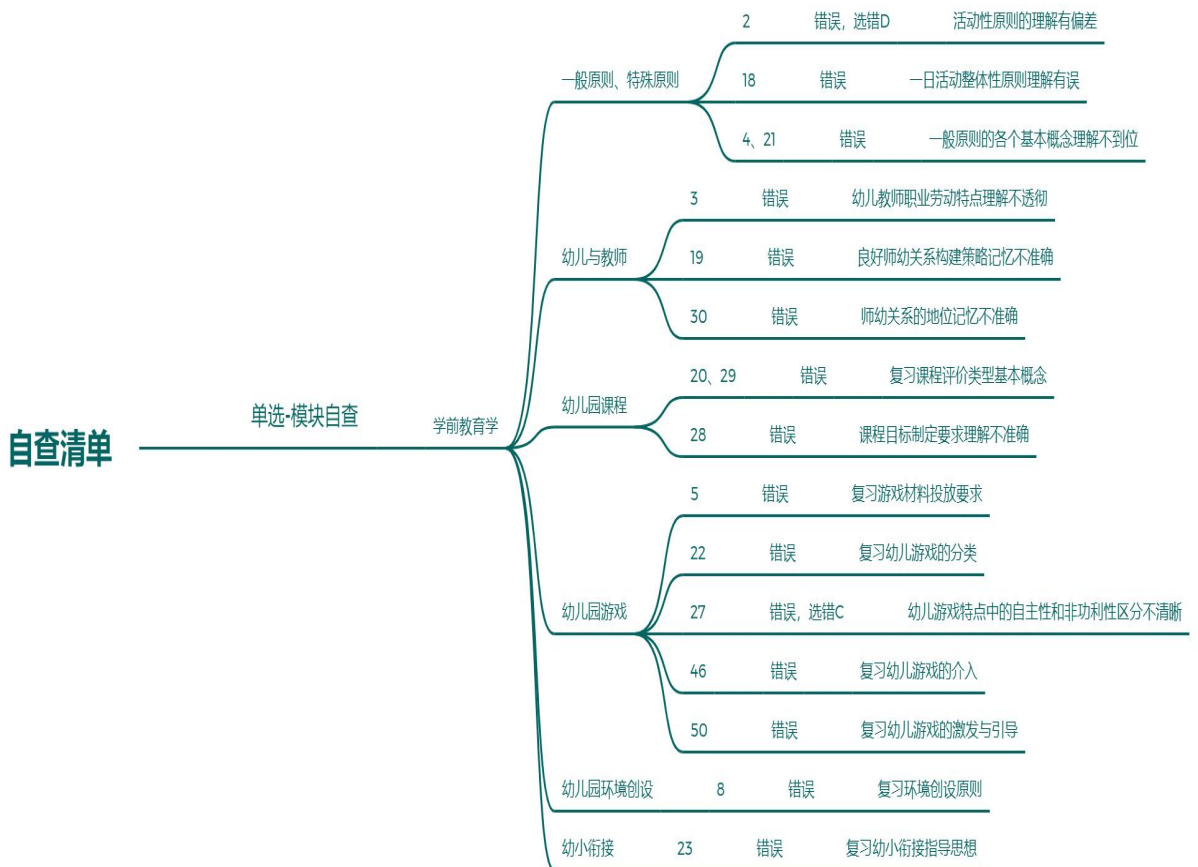 自查清单
单选-模块自查
学前教育学
一般原则、特殊原则
2 错误，选错D 活动性原则的理解有偏差
18 错误 一日活动整体性原则理解有误
4、21 错误 一般原则的各个基本概念理解不到位
幼儿与教师
3 错误 幼儿教师职业劳动特点理解不透彻
19 错误 良好师幼关系构建策略记忆不准确
30 错误 师幼关系的地位记忆不准确
幼儿园课程
20、29 错误 复习课程评价类型基本概念
28 错误 课程目标制定要求理解不准确
幼儿园游戏
5 错误 复习游戏材料投放要求
22 错误 复习幼儿游戏的分类
27 错误，选错C 幼儿游戏特点中的自主性和非功利性区分不清晰
46 错误 复习幼儿游戏的介入
50 错误 复习幼儿游戏的激发与引导
幼儿园环境创设 8 错误 复习环境创设原则
幼小衔接 23 错误 复习幼小衔接指导思想